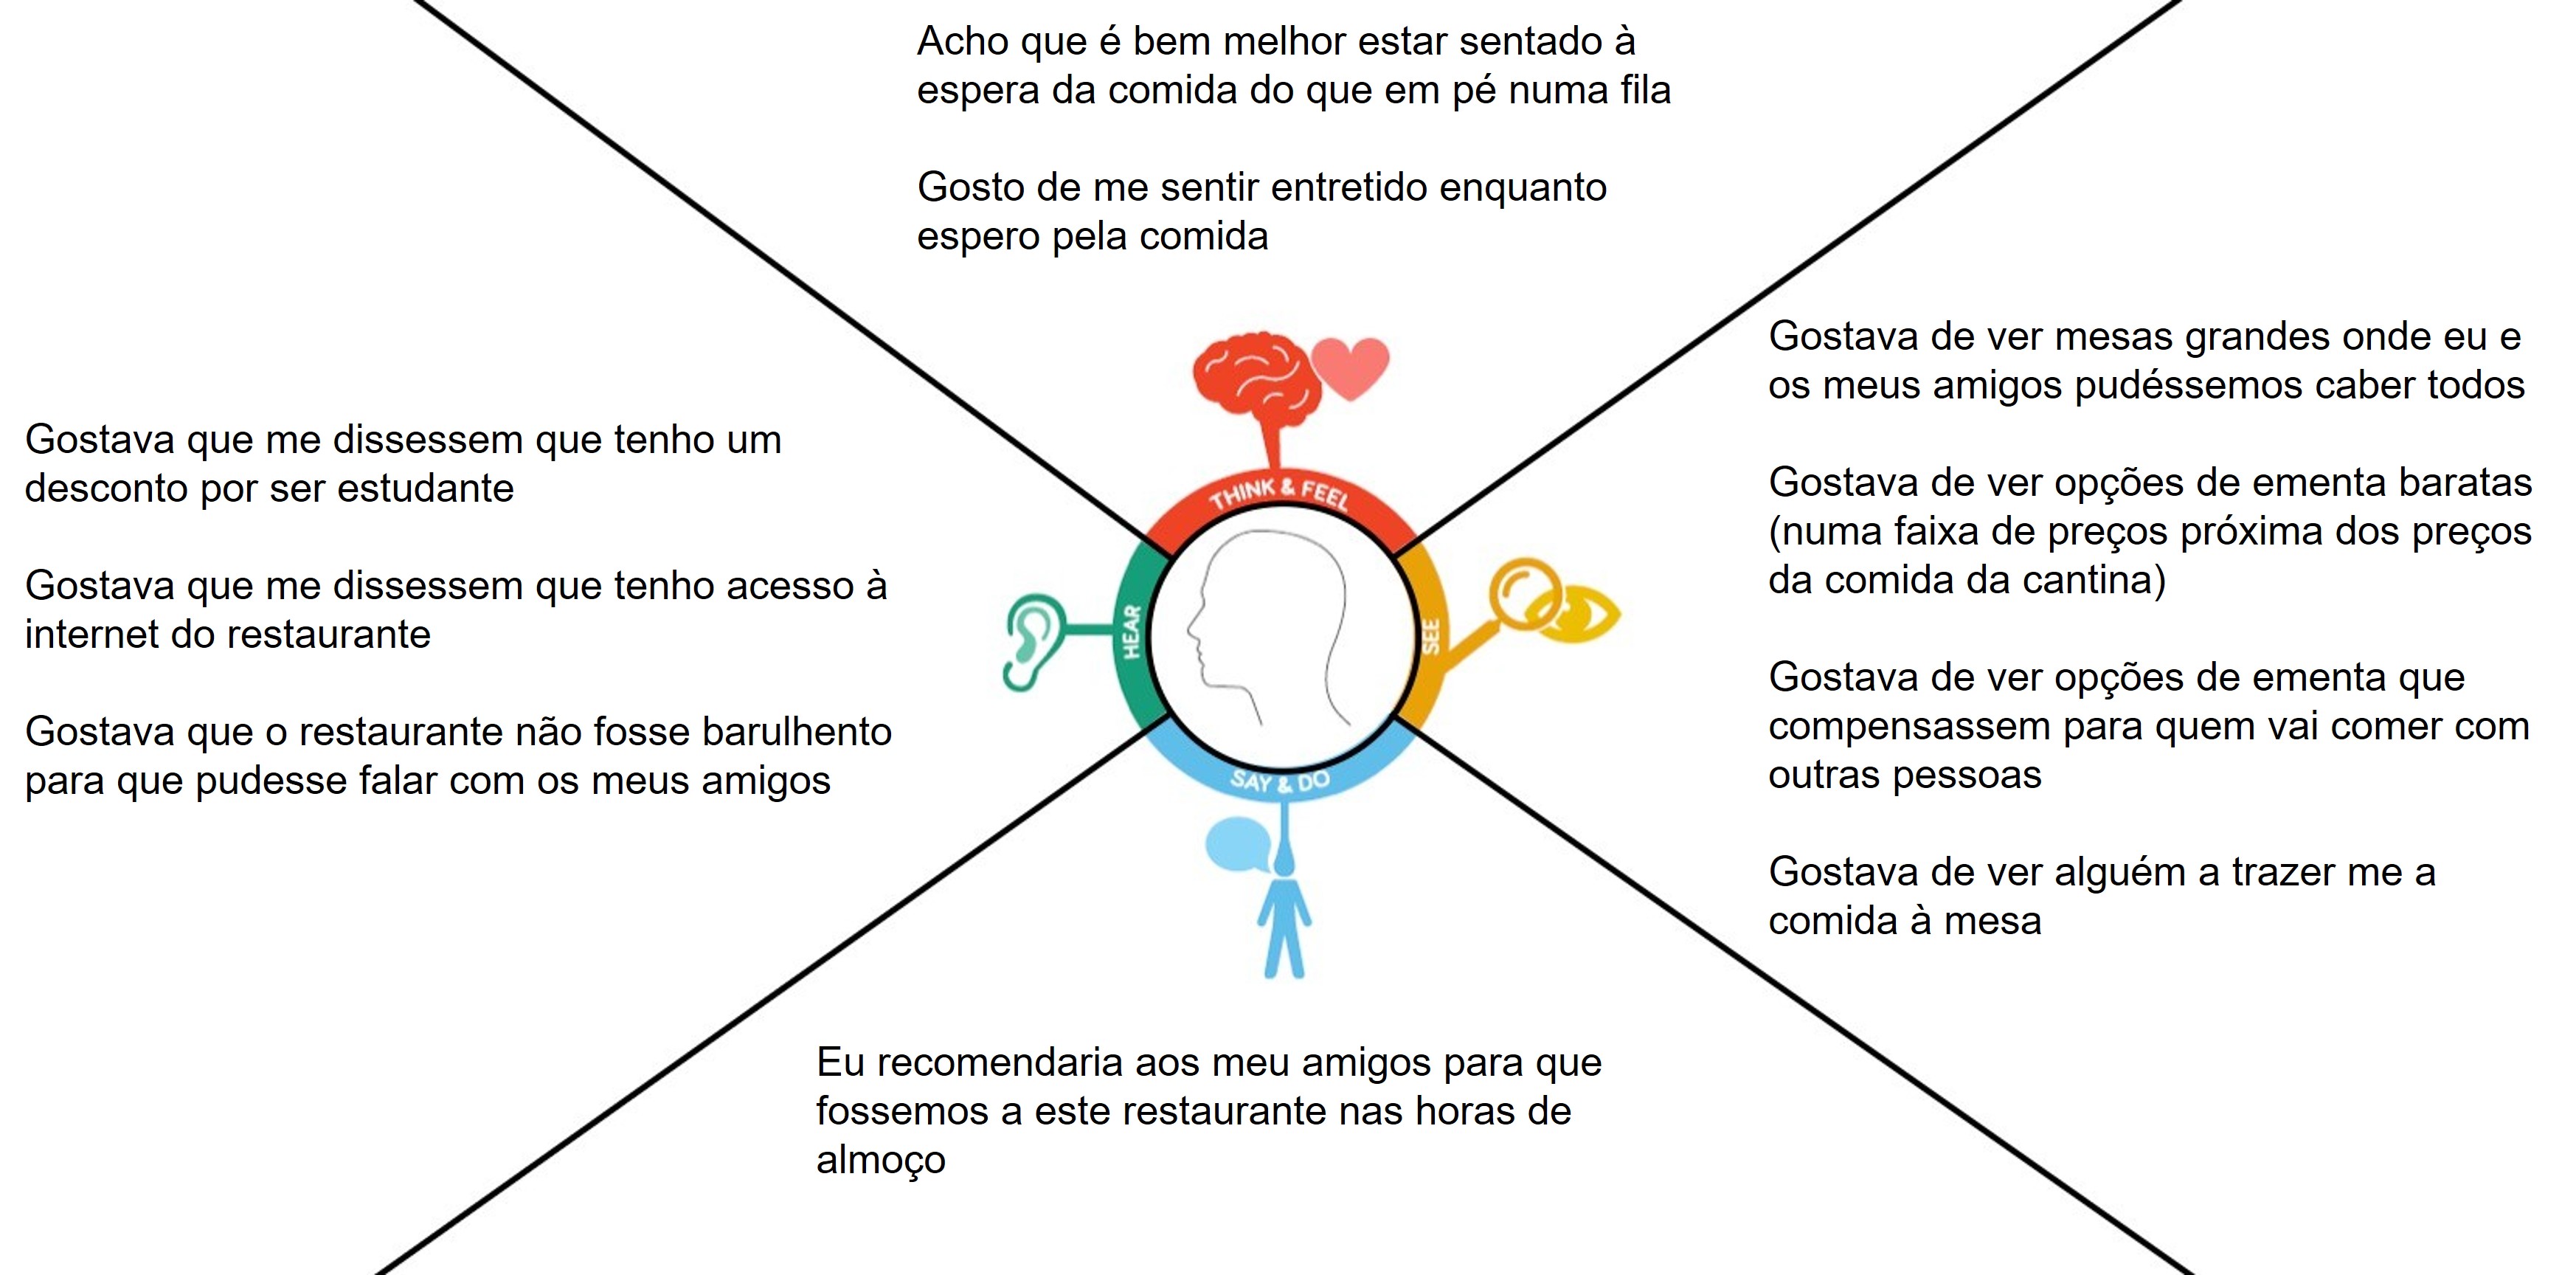 Acho que é bem melhor estar sentado à
espera da comida do que em pé numa fila
Gosto de me sentir entretido enquanto
espero pela comida
Gostava que me dissessem que tenho um
desconto por ser estudante
Gostava que me dissessem que tenho acesso à
internet do restaurante
Gostava que o restaurante não fosse barulhento
para que pudesse falar com os meus amigos
THINK & FEEL
HEAR
SEE
SAY & DO
Gostava de ver mesas grandes onde eu e
os meus amigos pudéssemos caber todos
Gostava de ver opções de ementa baratas
(numa faixa de preços próxima dos preços
da comida da cantina)
Gostava de ver opções de ementa que
compensassem para quem vai comer com
outras pessoas
Gostava de ver alguém a trazer me a
comida à mesa
Eu recomendaria aos meu amigos para que
fossemos a este restaurante nas horas de
almoço